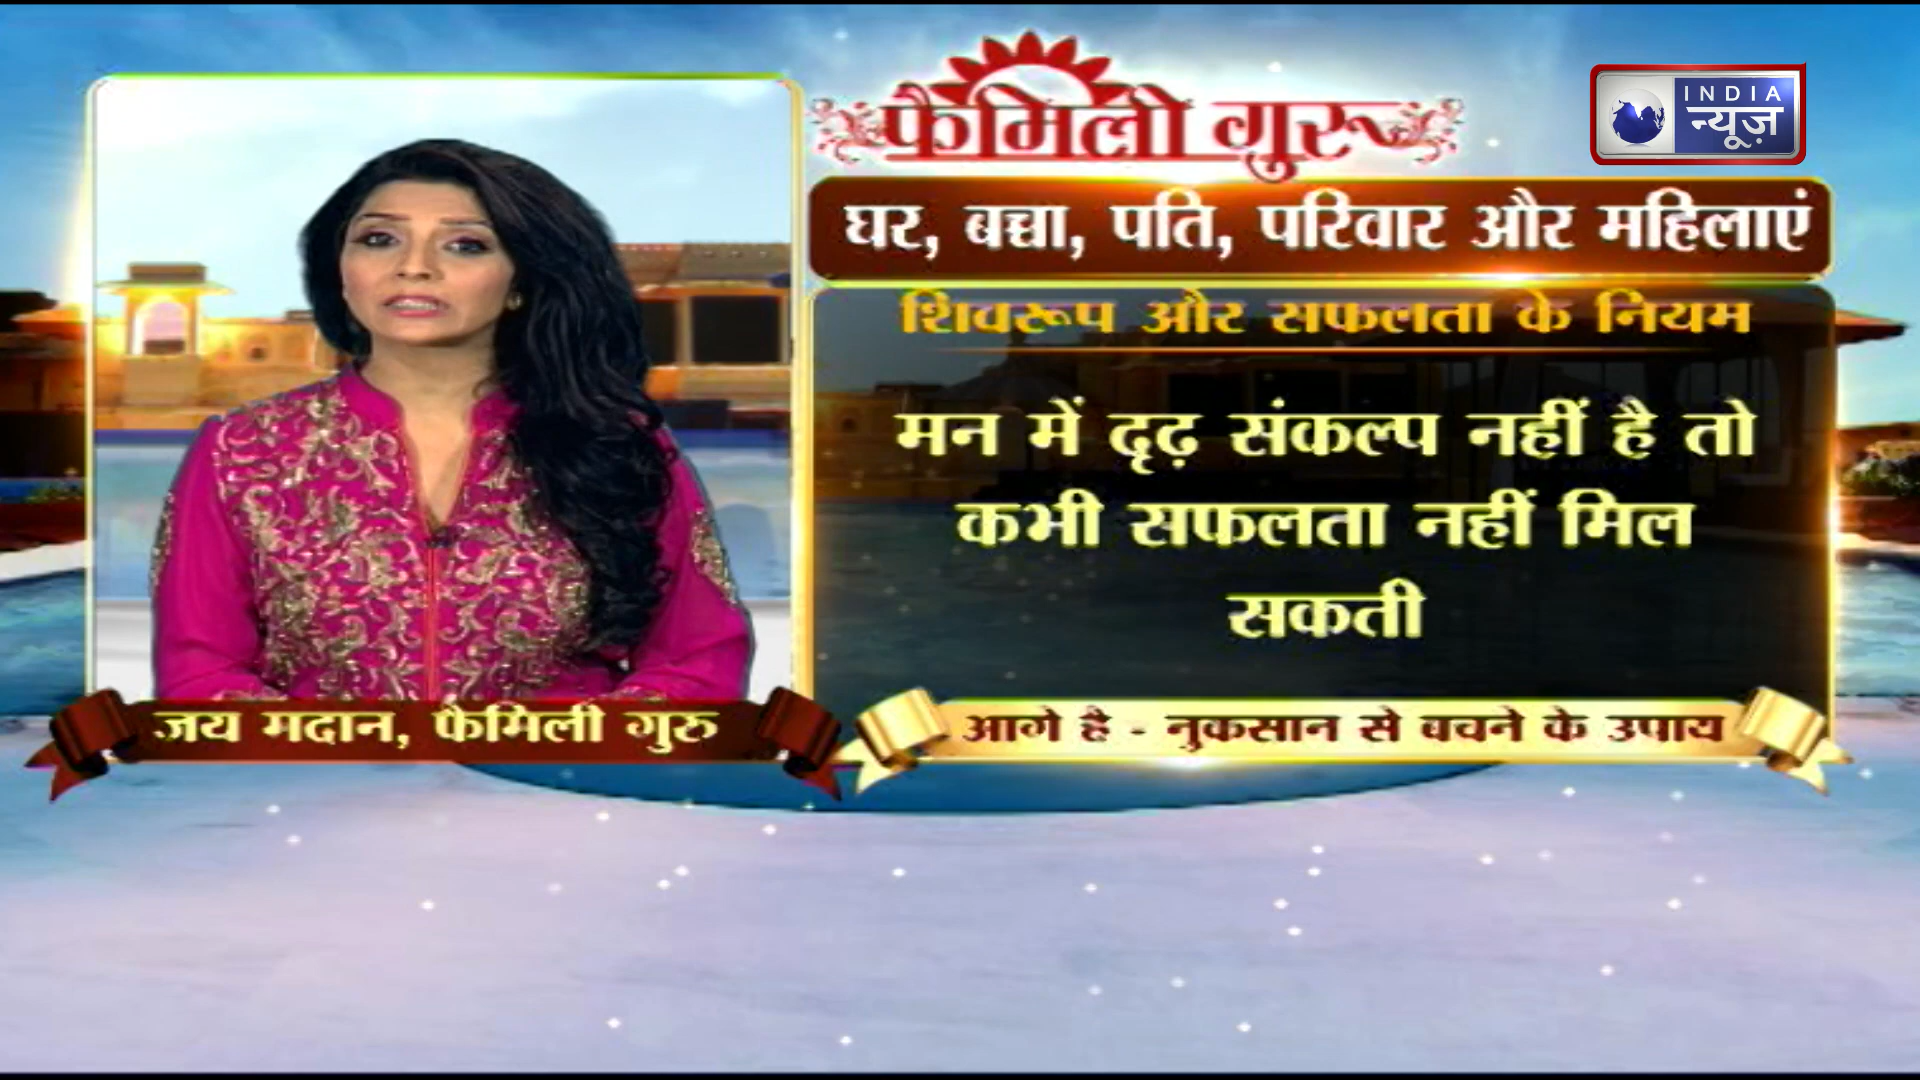 फैमिली गुरु
INDIA
न्यूज़
घर, बच्चा, पति, परिवार और महिलाएं
शिवरूप और सफलता के नियम
मन में दृढ़ संकल्प नहीं है तो
कभी सफलता नहीं मिल
सकती
जय मदान, फैमिली गुरु
आगे है - नुकसान से बचने के उपाय